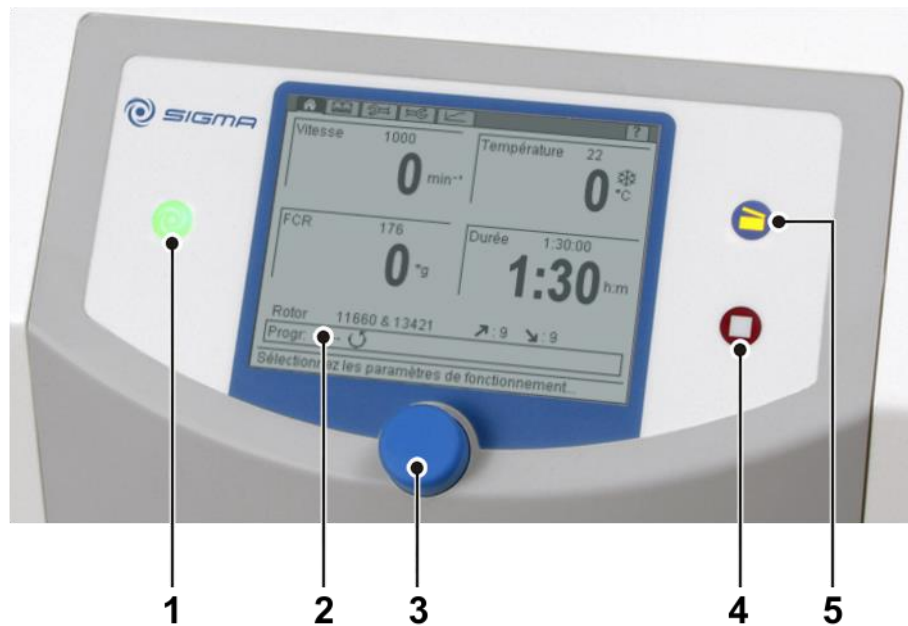 SIGMA
?
Vitesse 1000
0 min⁻¹
Température 22
0 °C
FCR 176
0 *g
Durée 1:30:00
1:30 h:m
Rotor 11660 & 13421 ↗: 9 ↘: 9
Progr: --
Sélectionnez les paramètres de fonctionnement...
1 2 3 4 5